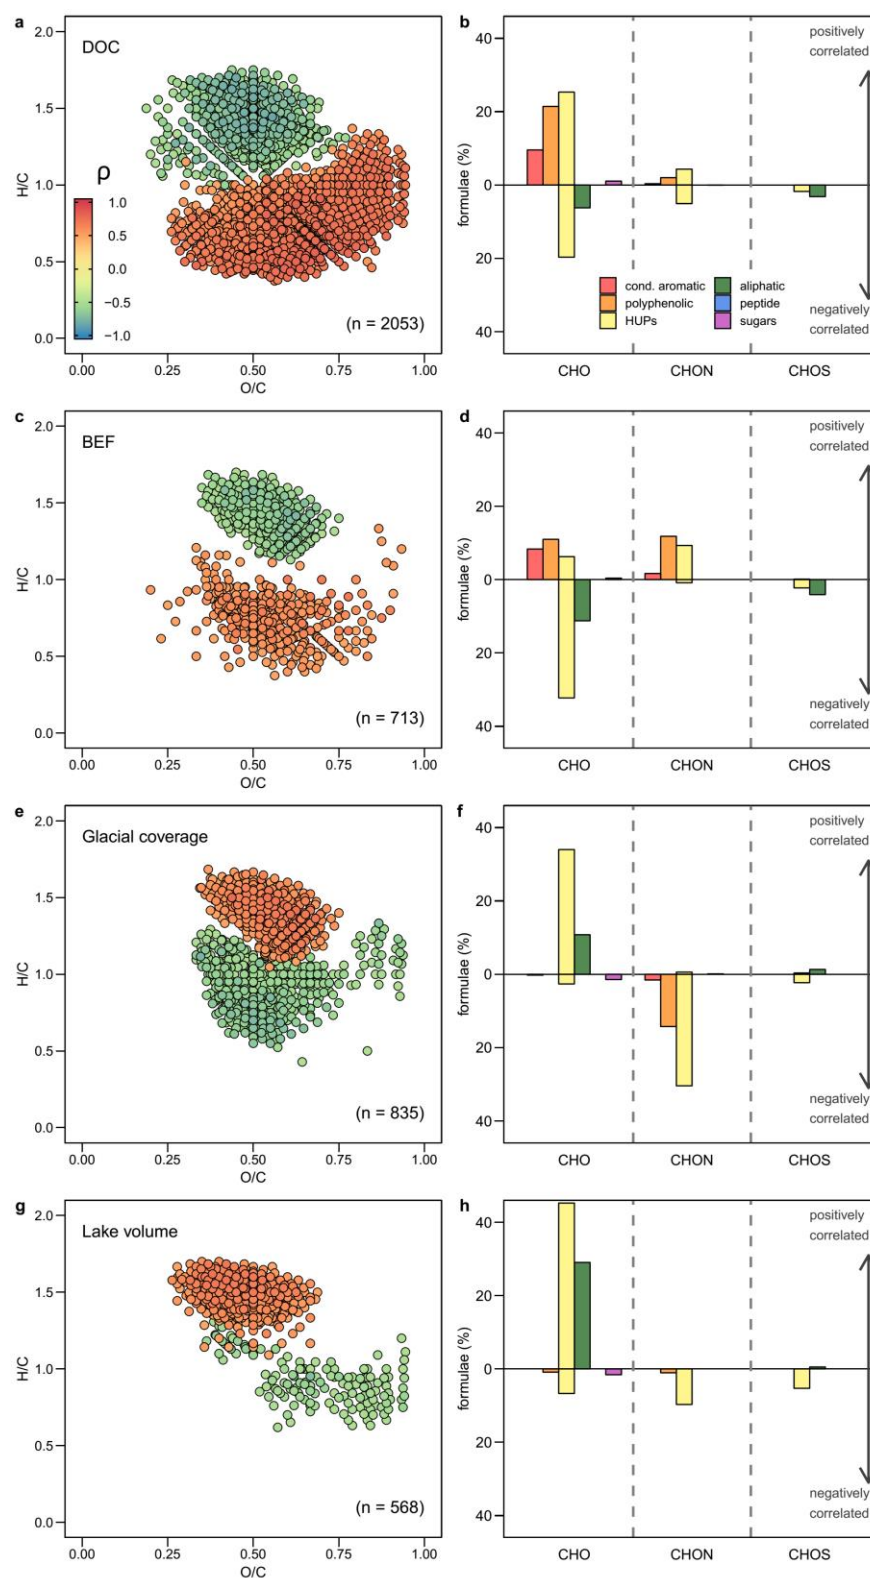 a
DOC
ρ
1.0
0.5
0.0
−0.5
−1.0
(n = 2053)
2.0
1.5
1.0
0.5
0.0
H/C
0.00 0.25 0.50 0.75 1.00
O/C
b
positively
correlated
40
20
0
20
40
formulae (%)
cond. aromatic
polyphenolic
HUPs
aliphatic
peptide
sugars
negatively
correlated
CHO CHON CHOS
c
BEF
(n = 713)
2.0
1.5
1.0
0.5
0.0
H/C
0.00 0.25 0.50 0.75 1.00
O/C
d
positively
correlated
40
20
0
20
40
formulae (%)
negatively
correlated
CHO CHON CHOS
e
Glacial coverage
(n = 835)
2.0
1.5
1.0
0.5
0.0
H/C
0.00 0.25 0.50 0.75 1.00
O/C
f
positively
correlated
40
20
0
20
40
formulae (%)
negatively
correlated
CHO CHON CHOS
g
Lake volume
(n = 568)
2.0
1.5
1.0
0.5
0.0
H/C
0.00 0.25 0.50 0.75 1.00
O/C
h
positively
correlated
40
20
0
20
40
formulae (%)
negatively
correlated
CHO CHON CHOS